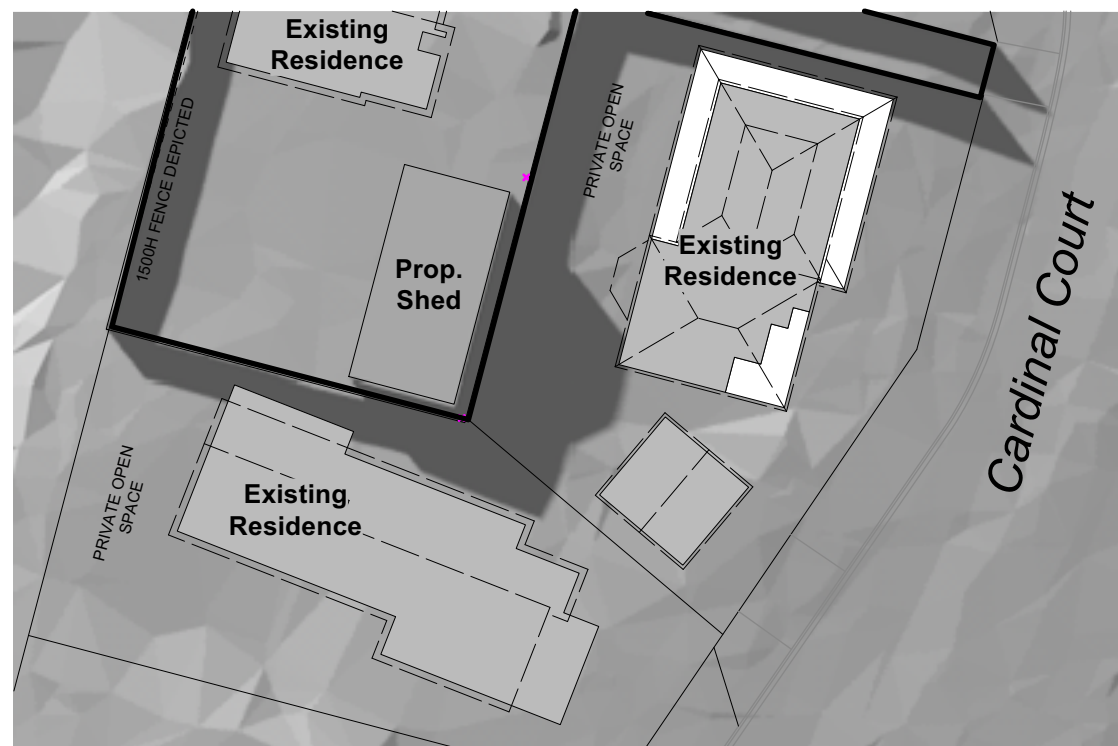 Existing
Residence
1500H FENCE DEPICTED
PRIVATE OPEN
SPACE
Prop.
Shed
Existing
Residence
Cardinal Court
PRIVATE OPEN
SPACE
Existing
Residence